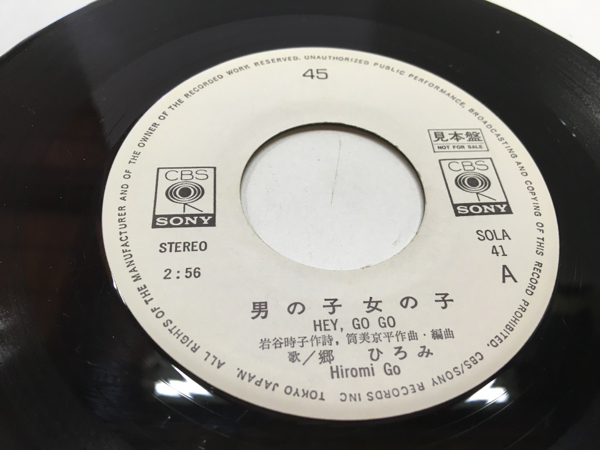 45
見本盤
NOT FOR SALE
CBS
SONY
CBS
SONY
STEREO
2:56
SOLA
41
A
男の子女の子
HEY, GO GO
岩谷時子作詩, 筒美京平作曲・編曲
歌/郷 ひろみ
Hiromi Go
ALL RIGHTS OF THE MANUFACTURER AND OF THE OWNER OF THE RECORDED WORK RESERVED. UNAUTHORIZED PUBLIC PERFORMANCE, BROADCASTING AND COPYING OF THIS RECORD PROHIBITED. CBS/SONY RECORDS INC TOKYO JAPAN.